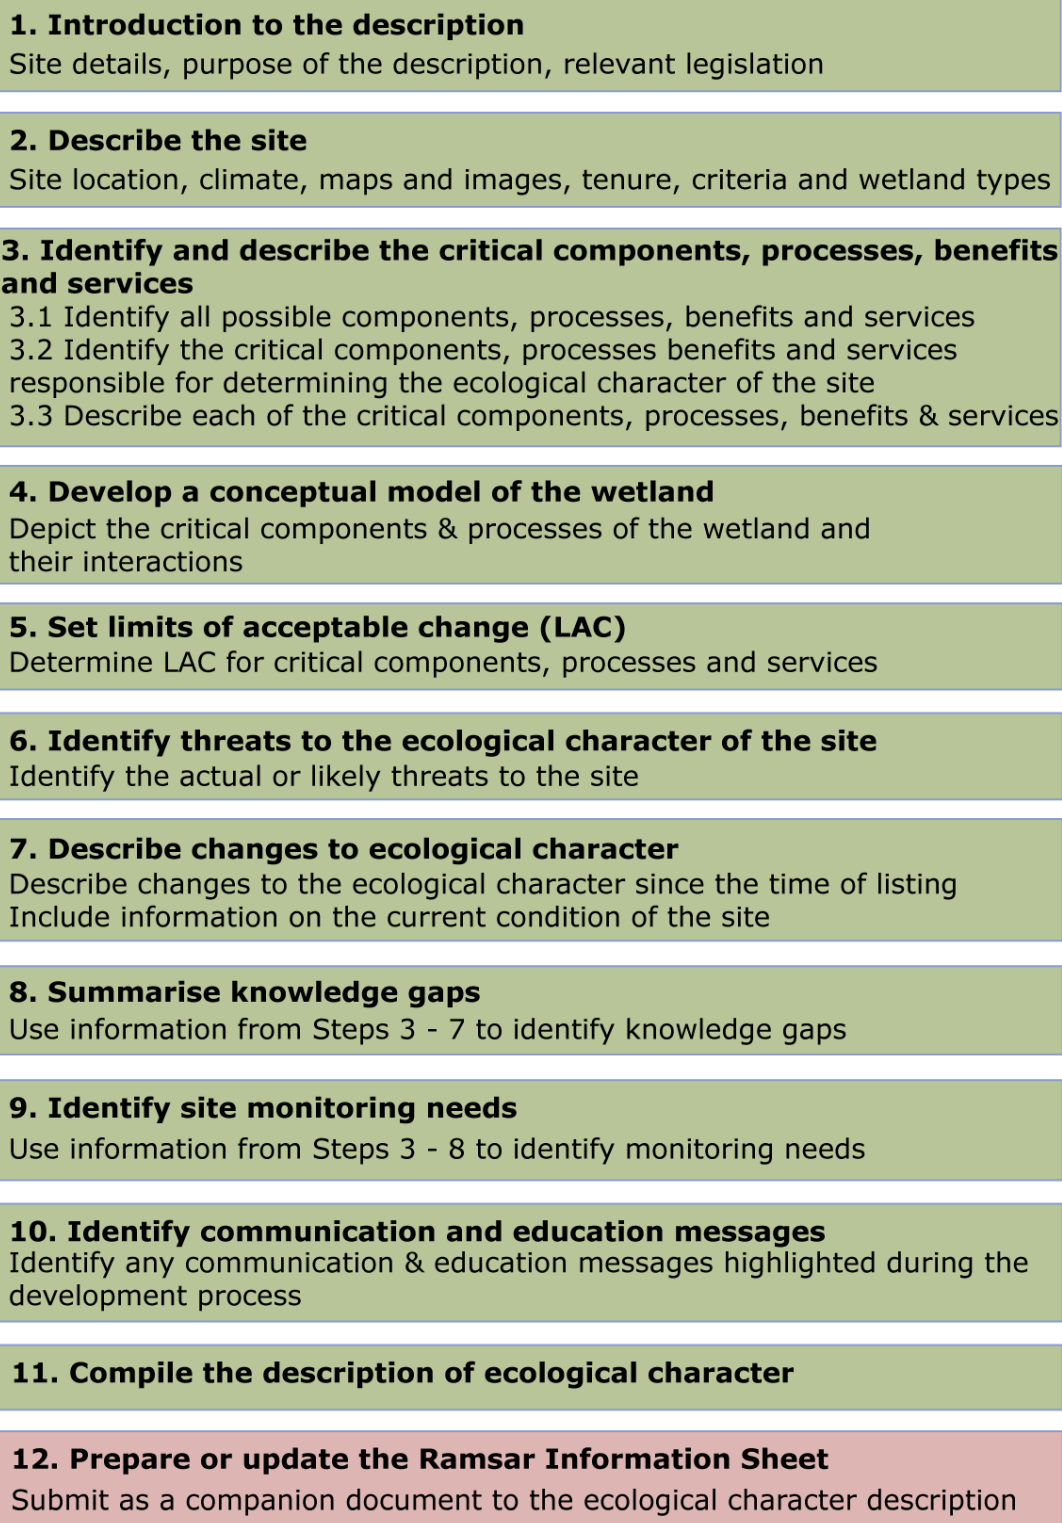 1. Introduction to the description
Site details, purpose of the description, relevant legislation
2. Describe the site
Site location, climate, maps and images, tenure, criteria and wetland types
3. Identify and describe the critical components, processes, benefits
and services
3.1 Identify all possible components, processes, benefits and services
3.2 Identify the critical components, processes benefits and services
responsible for determining the ecological character of the site
3.3 Describe each of the critical components, processes, benefits & services
4. Develop a conceptual model of the wetland
Depict the critical components & processes of the wetland and
their interactions
5. Set limits of acceptable change (LAC)
Determine LAC for critical components, processes and services
6. Identify threats to the ecological character of the site
Identify the actual or likely threats to the site
7. Describe changes to ecological character
Describe changes to the ecological character since the time of listing
Include information on the current condition of the site
8. Summarise knowledge gaps
Use information from Steps 3 - 7 to identify knowledge gaps
9. Identify site monitoring needs
Use information from Steps 3 - 8 to identify monitoring needs
10. Identify communication and education messages
Identify any communication & education messages highlighted during the
development process
11. Compile the description of ecological character
12. Prepare or update the Ramsar Information Sheet
Submit as a companion document to the ecological character description